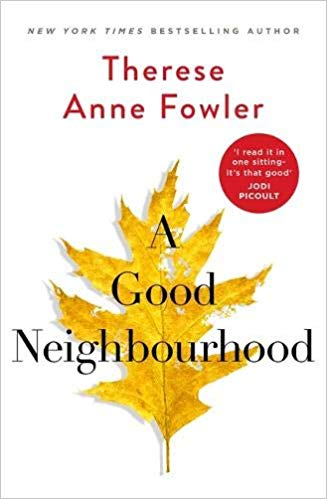 NEW YORK TIMES BESTSELLING AUTHOR
Therese
Anne Fowler
'I read it in
one sitting-
it's that good'
JODI
PICOULT
A
Good
Neighbourhood